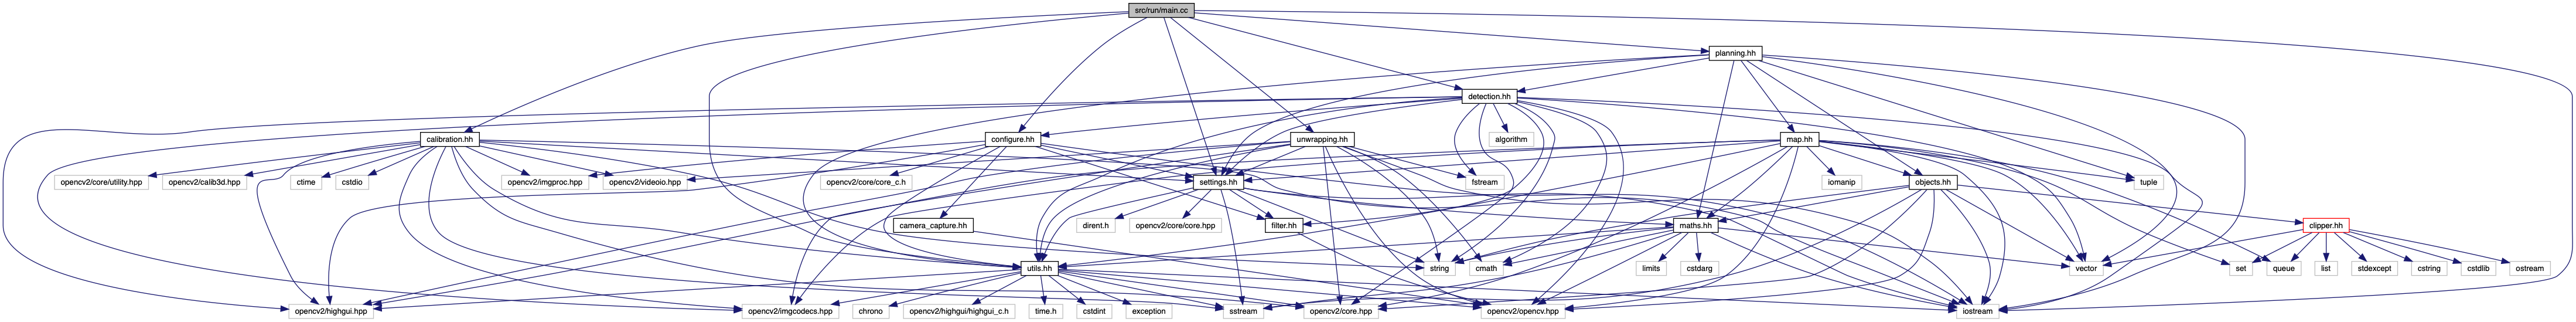 src/run/main.cc
planning.hh
detection.hh
calibration.hh
configure.hh
unwrapping.hh
algorithm
map.hh
opencv2/core/utility.hpp
opencv2/calib3d.hpp
ctime
cstdio
opencv2/imgproc.hpp
opencv2/videoio.hpp
opencv2/core/core_c.h
settings.hh
fstream
iomanip
objects.hh
tuple
camera_capture.hh
dirent.h
opencv2/core/core.hpp
filter.hh
maths.hh
clipper.hh
utils.hh
string
cmath
limits
cstdarg
vector
set
queue
list
stdexcept
cstring
cstdlib
ostream
opencv2/highgui.hpp
opencv2/imgcodecs.hpp
chrono
opencv2/highgui/highgui_c.h
time.h
cstdint
exception
sstream
opencv2/core.hpp
opencv2/opencv.hpp
iostream